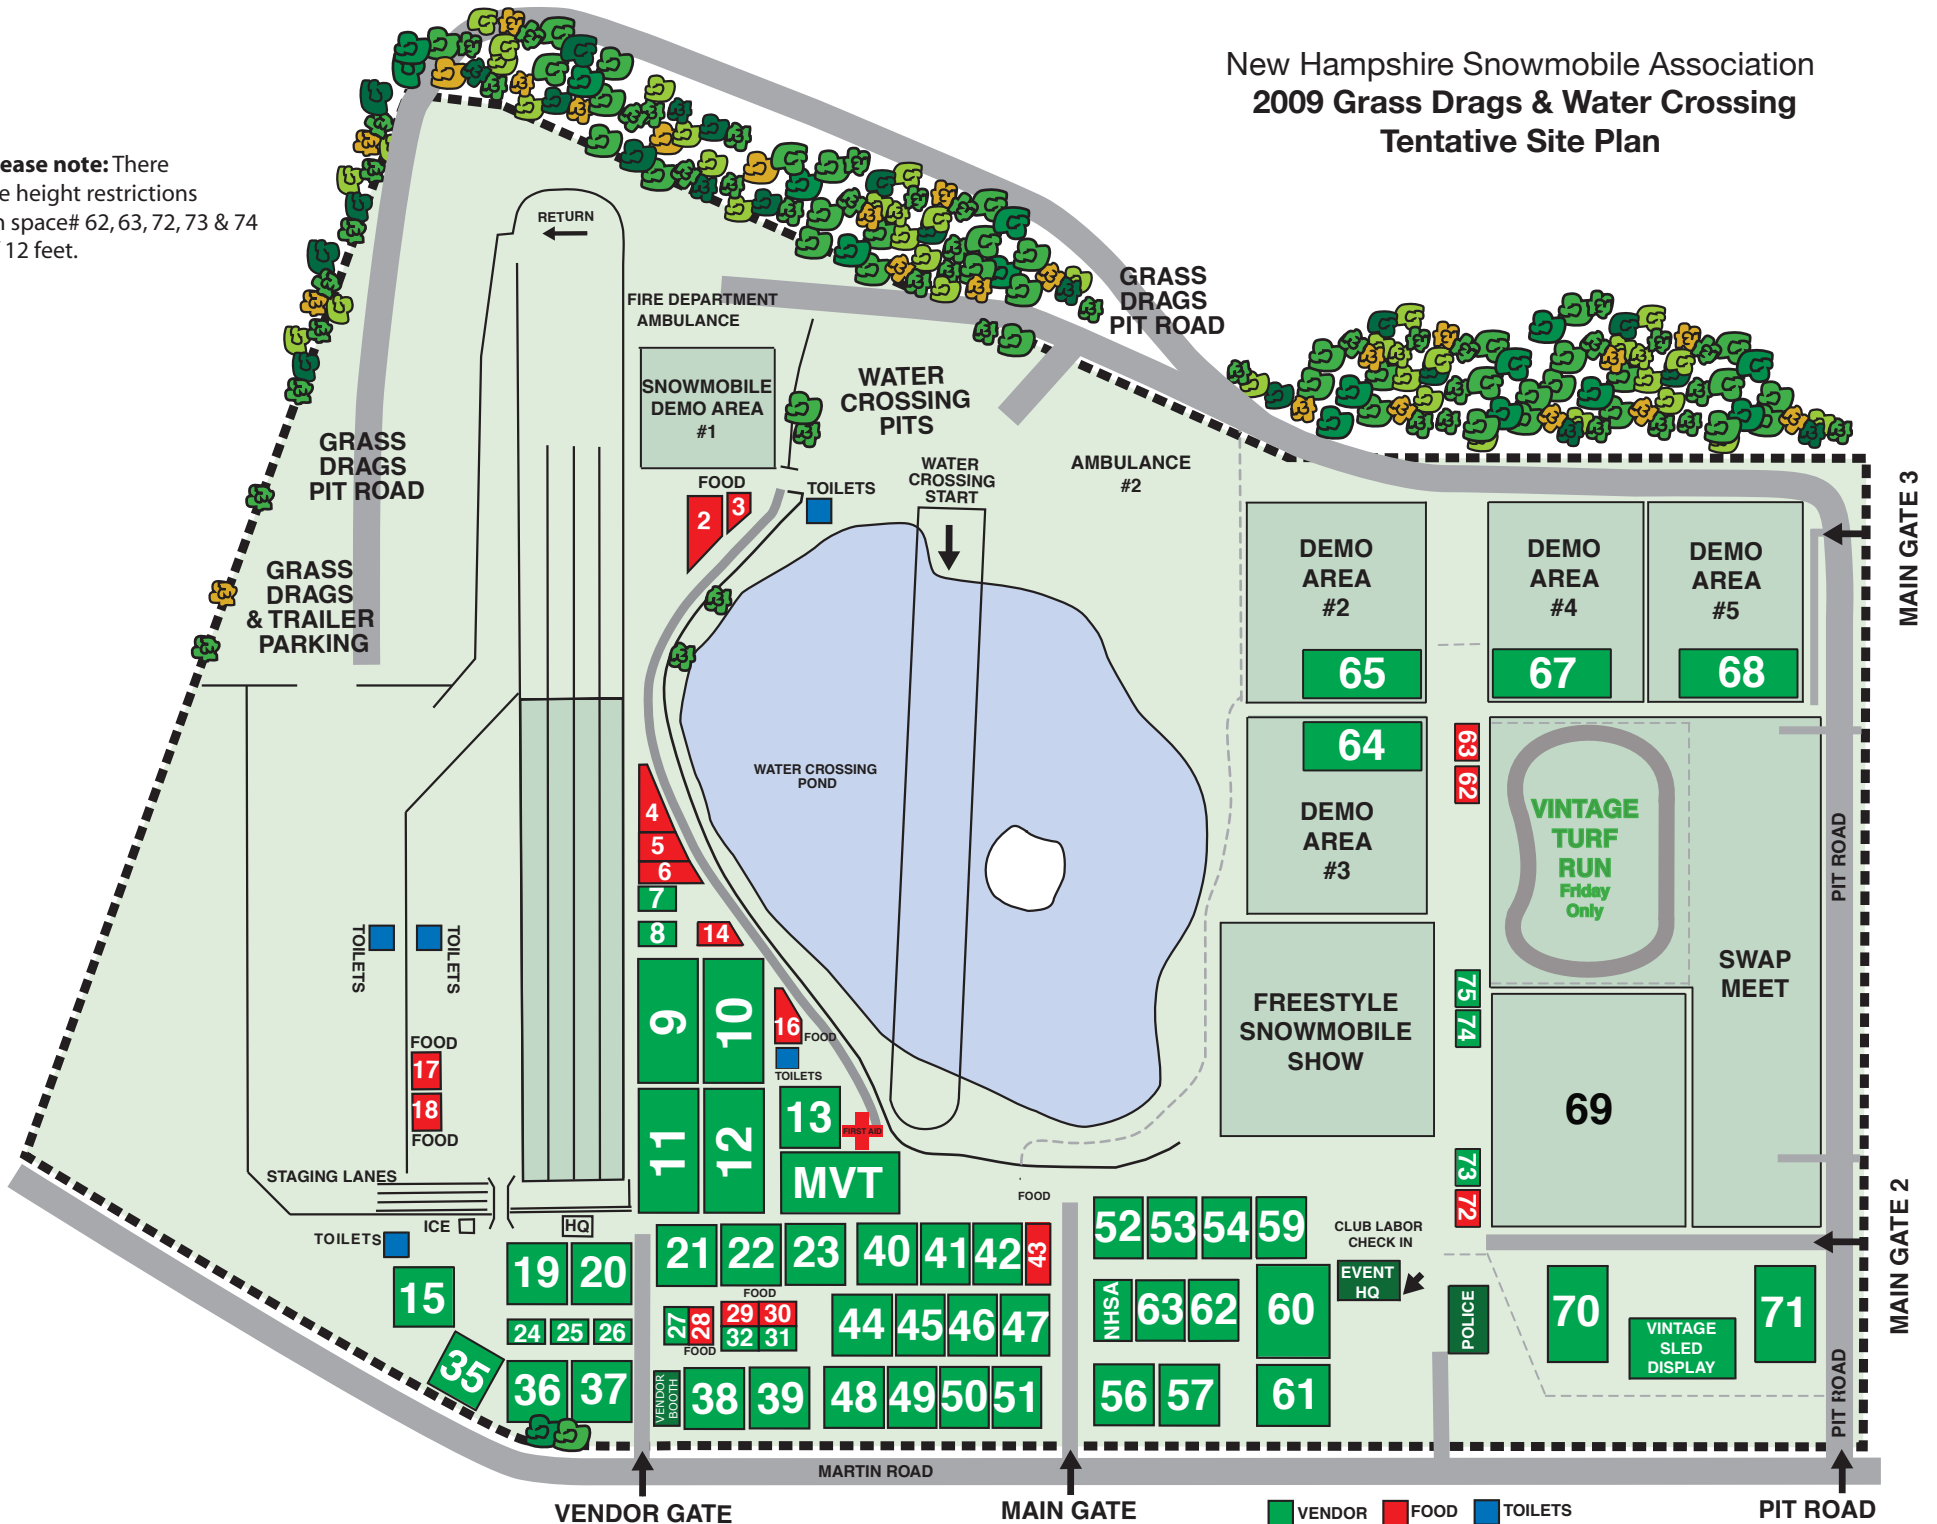 New Hampshire Snowmobile Association
2009 Grass Drags & Water Crossing
Tentative Site Plan
ease note: There
e height restrictions
n space# 62, 63, 72, 73 & 74
12 feet.
RETURN
FIRE DEPARTMENT
AMBULANCE
SNOWMOBILE
DEMO AREA
#1
WATER
CROSSING
PITS
GRASS
DRAGS
PIT ROAD
GRASS
DRAGS
PIT ROAD
WATER
CROSSING
START
AMBULANCE
#2
FOOD
2
3
TOILETS
GRASS
DRAGS
& TRAILER
PARKING
DEMO
AREA
#2
65
DEMO
AREA
#4
67
DEMO
AREA
#5
68
MAIN GATE 3
WATER CROSSING
POND
64
DEMO
AREA
#3
63
62
VINTAGE
TURF
RUN
Friday
Only
PIT ROAD
4
5
6
7
8
14
TOILETS
TOILETS
FREESTYLE
SNOWMOBILE
SHOW
75
74
SWAP
MEET
9
10
16
FOOD
TOILETS
FOOD
17
18
FOOD
11
12
13
FIRST AID
MVT
69
73
72
STAGING LANES
ICE
HQ
TOILETS
FOOD
15
19
20
21
22
23
40
41
42
43
52
53
54
59
CLUB LABOR
CHECK IN
EVENT
HQ
MAIN GATE 2
24
25
26
27
28
FOOD
FOOD
29
30
32
31
44
45
46
47
NHSA
63
62
60
POLICE
70
VINTAGE
SLED
DISPLAY
71
PIT ROAD
35
36
37
VENDOR
BOOTH
38
39
48
49
50
51
56
57
61
MARTIN ROAD
VENDOR GATE
MAIN GATE
VENDOR
FOOD
TOILETS
PIT ROAD